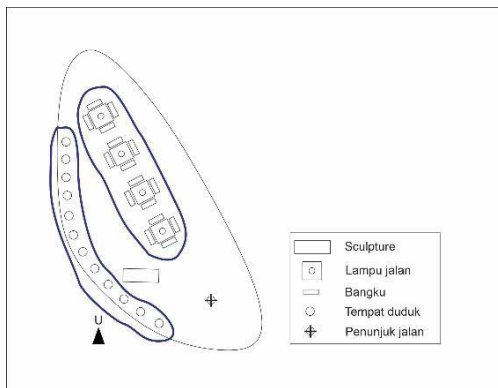 U
Sculpture
Lampu jalan
Bangku
Tempat duduk
Penunjuk jalan